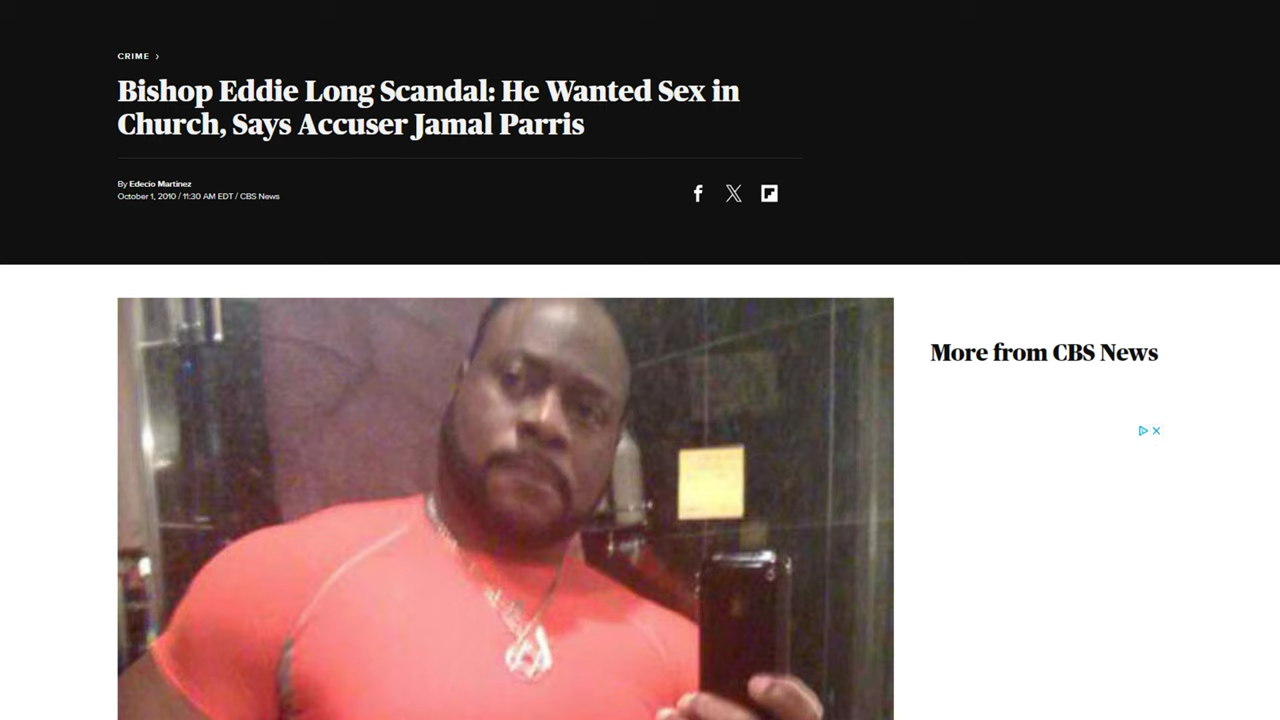 CRIME ›
Bishop Eddie Long Scandal: He Wanted Sex in
Church, Says Accuser Jamal Parris
By Edecio Martinez
October 1, 2010 / 11:30 AM EDT / CBS News
More from CBS News